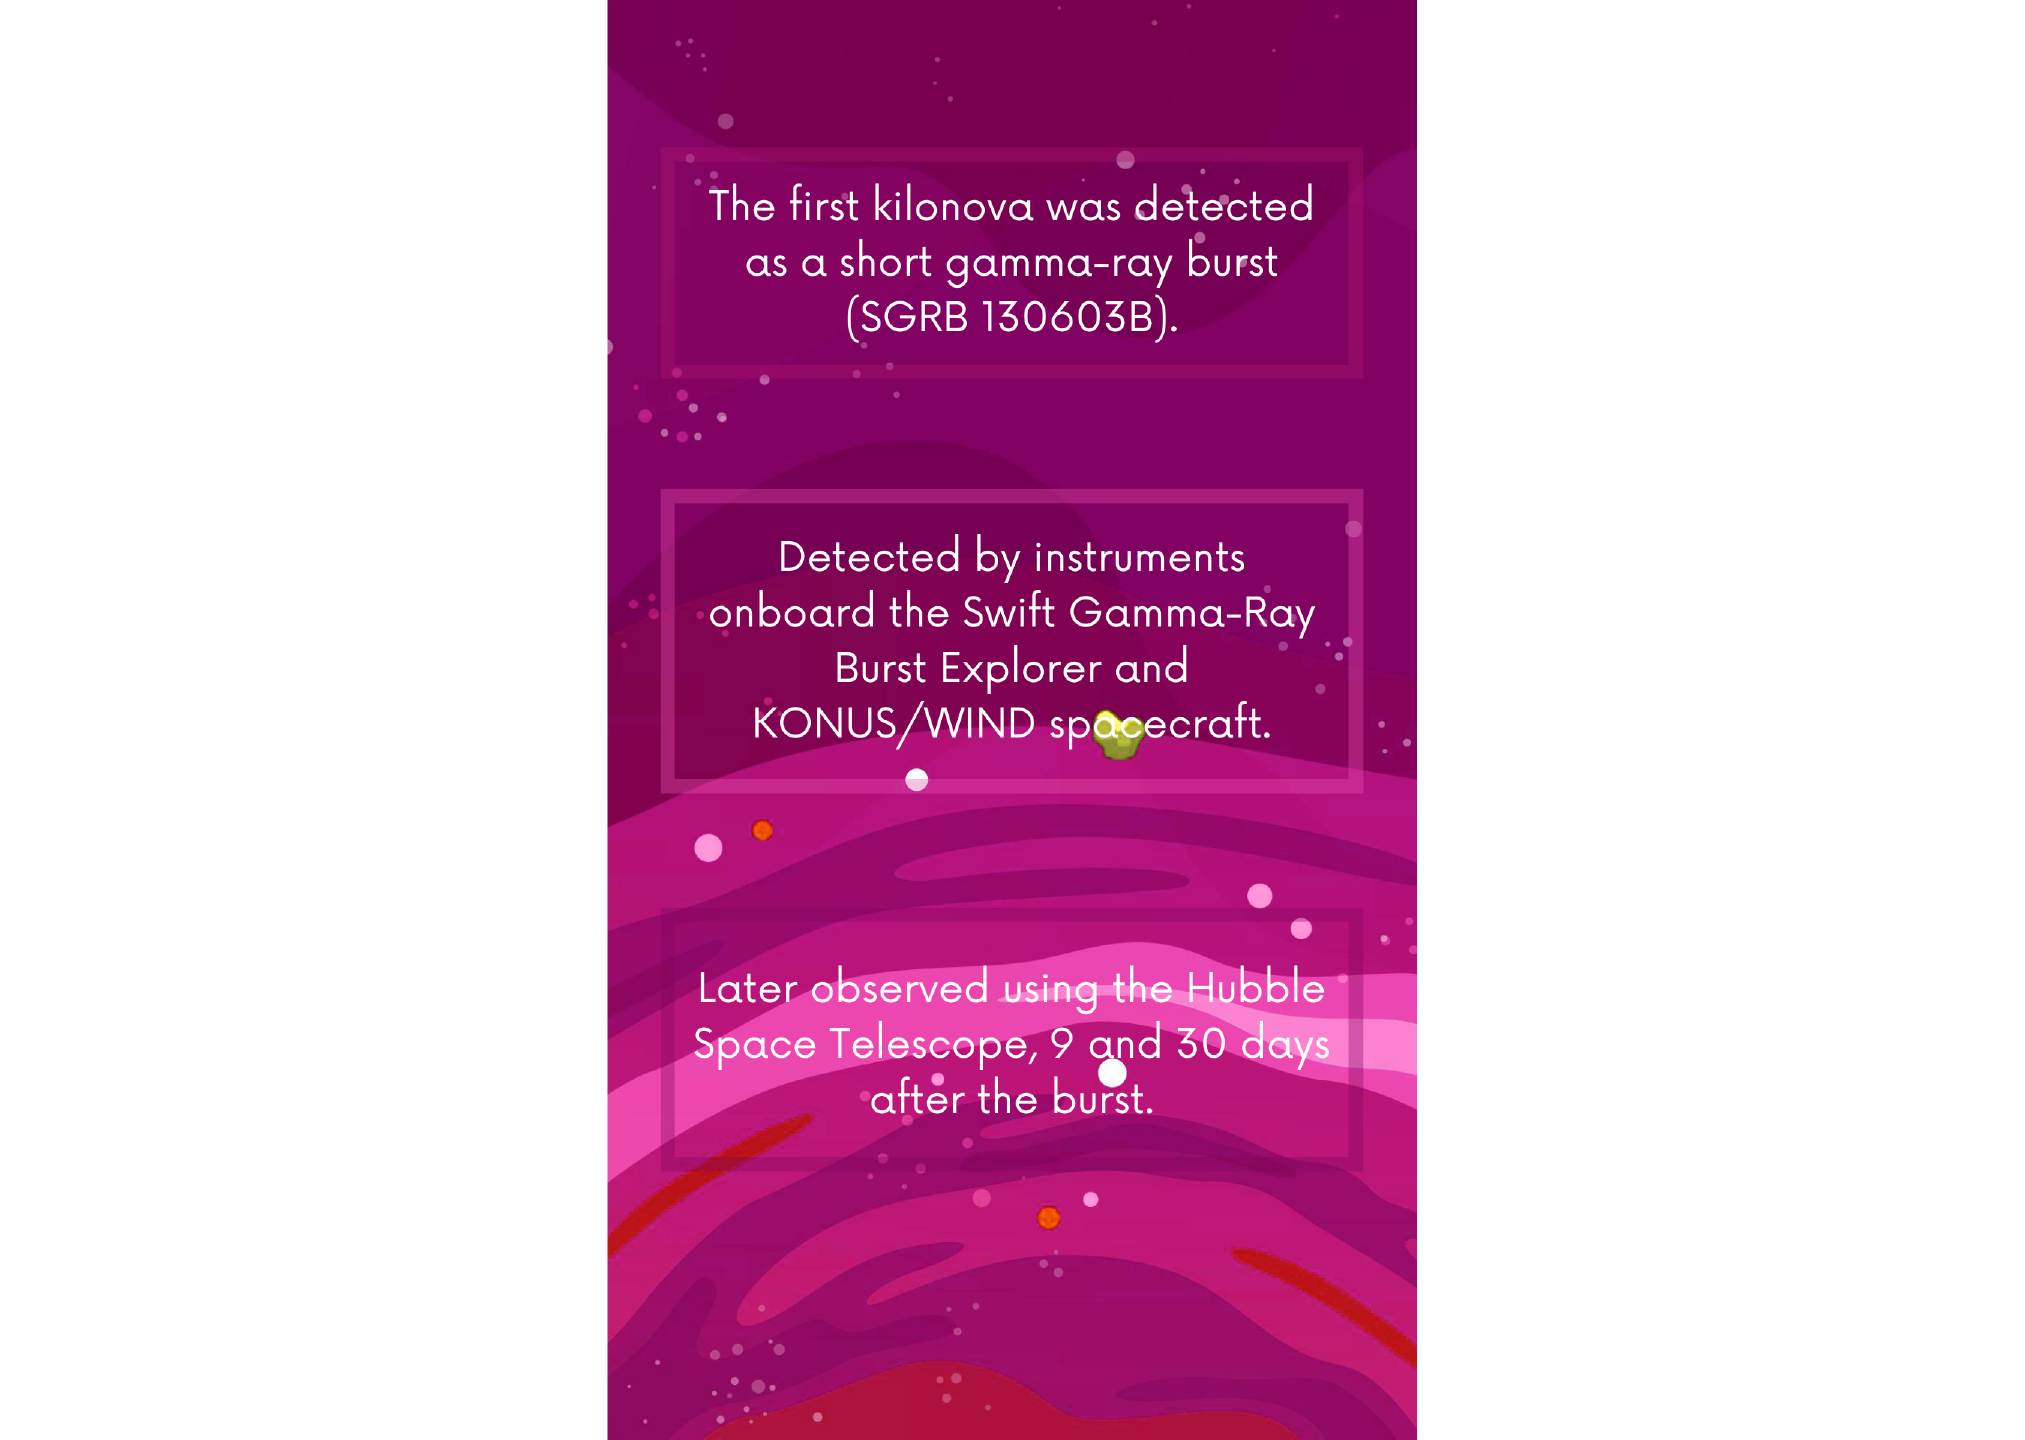 The first kilonova was detected
as a short gamma-ray burst
(SGRB 130603B).
Detected by instruments
onboard the Swift Gamma-Ray
Burst Explorer and
KONUS/WIND spacecraft.
Later observed using the Hubble
Space Telescope, 9 and 30 days
after the burst.